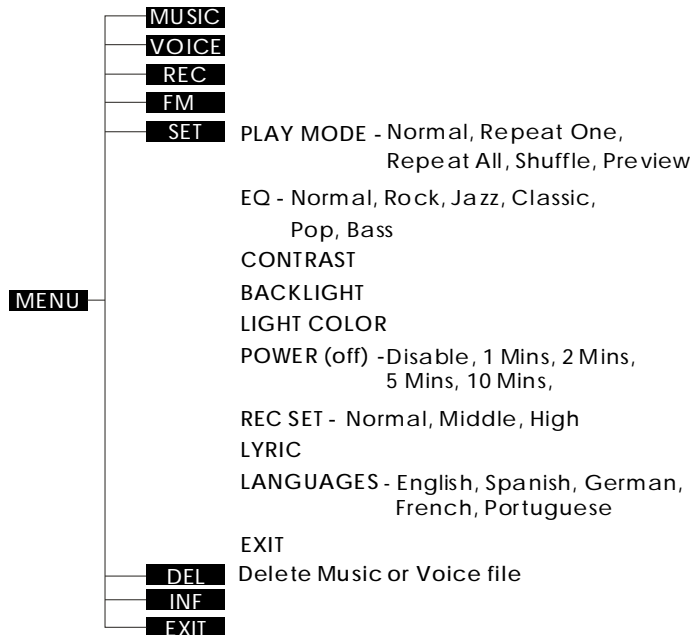 MUSIC
VOICE
REC
FM
SET PLAY MODE - Normal, Repeat One,
Repeat All, Shuffle, Preview
EQ - Normal, Rock, Jazz, Classic,
Pop, Bass
CONTRAST
BACKLIGHT
MENU
LIGHT COLOR
POWER (off) -Disable, 1 Mins, 2 Mins,
5 Mins, 10 Mins,
REC SET - Normal, Middle, High
LYRIC
LANGUAGES - English, Spanish, German,
French, Portuguese
EXIT
DEL Delete Music or Voice file
INF
EXIT